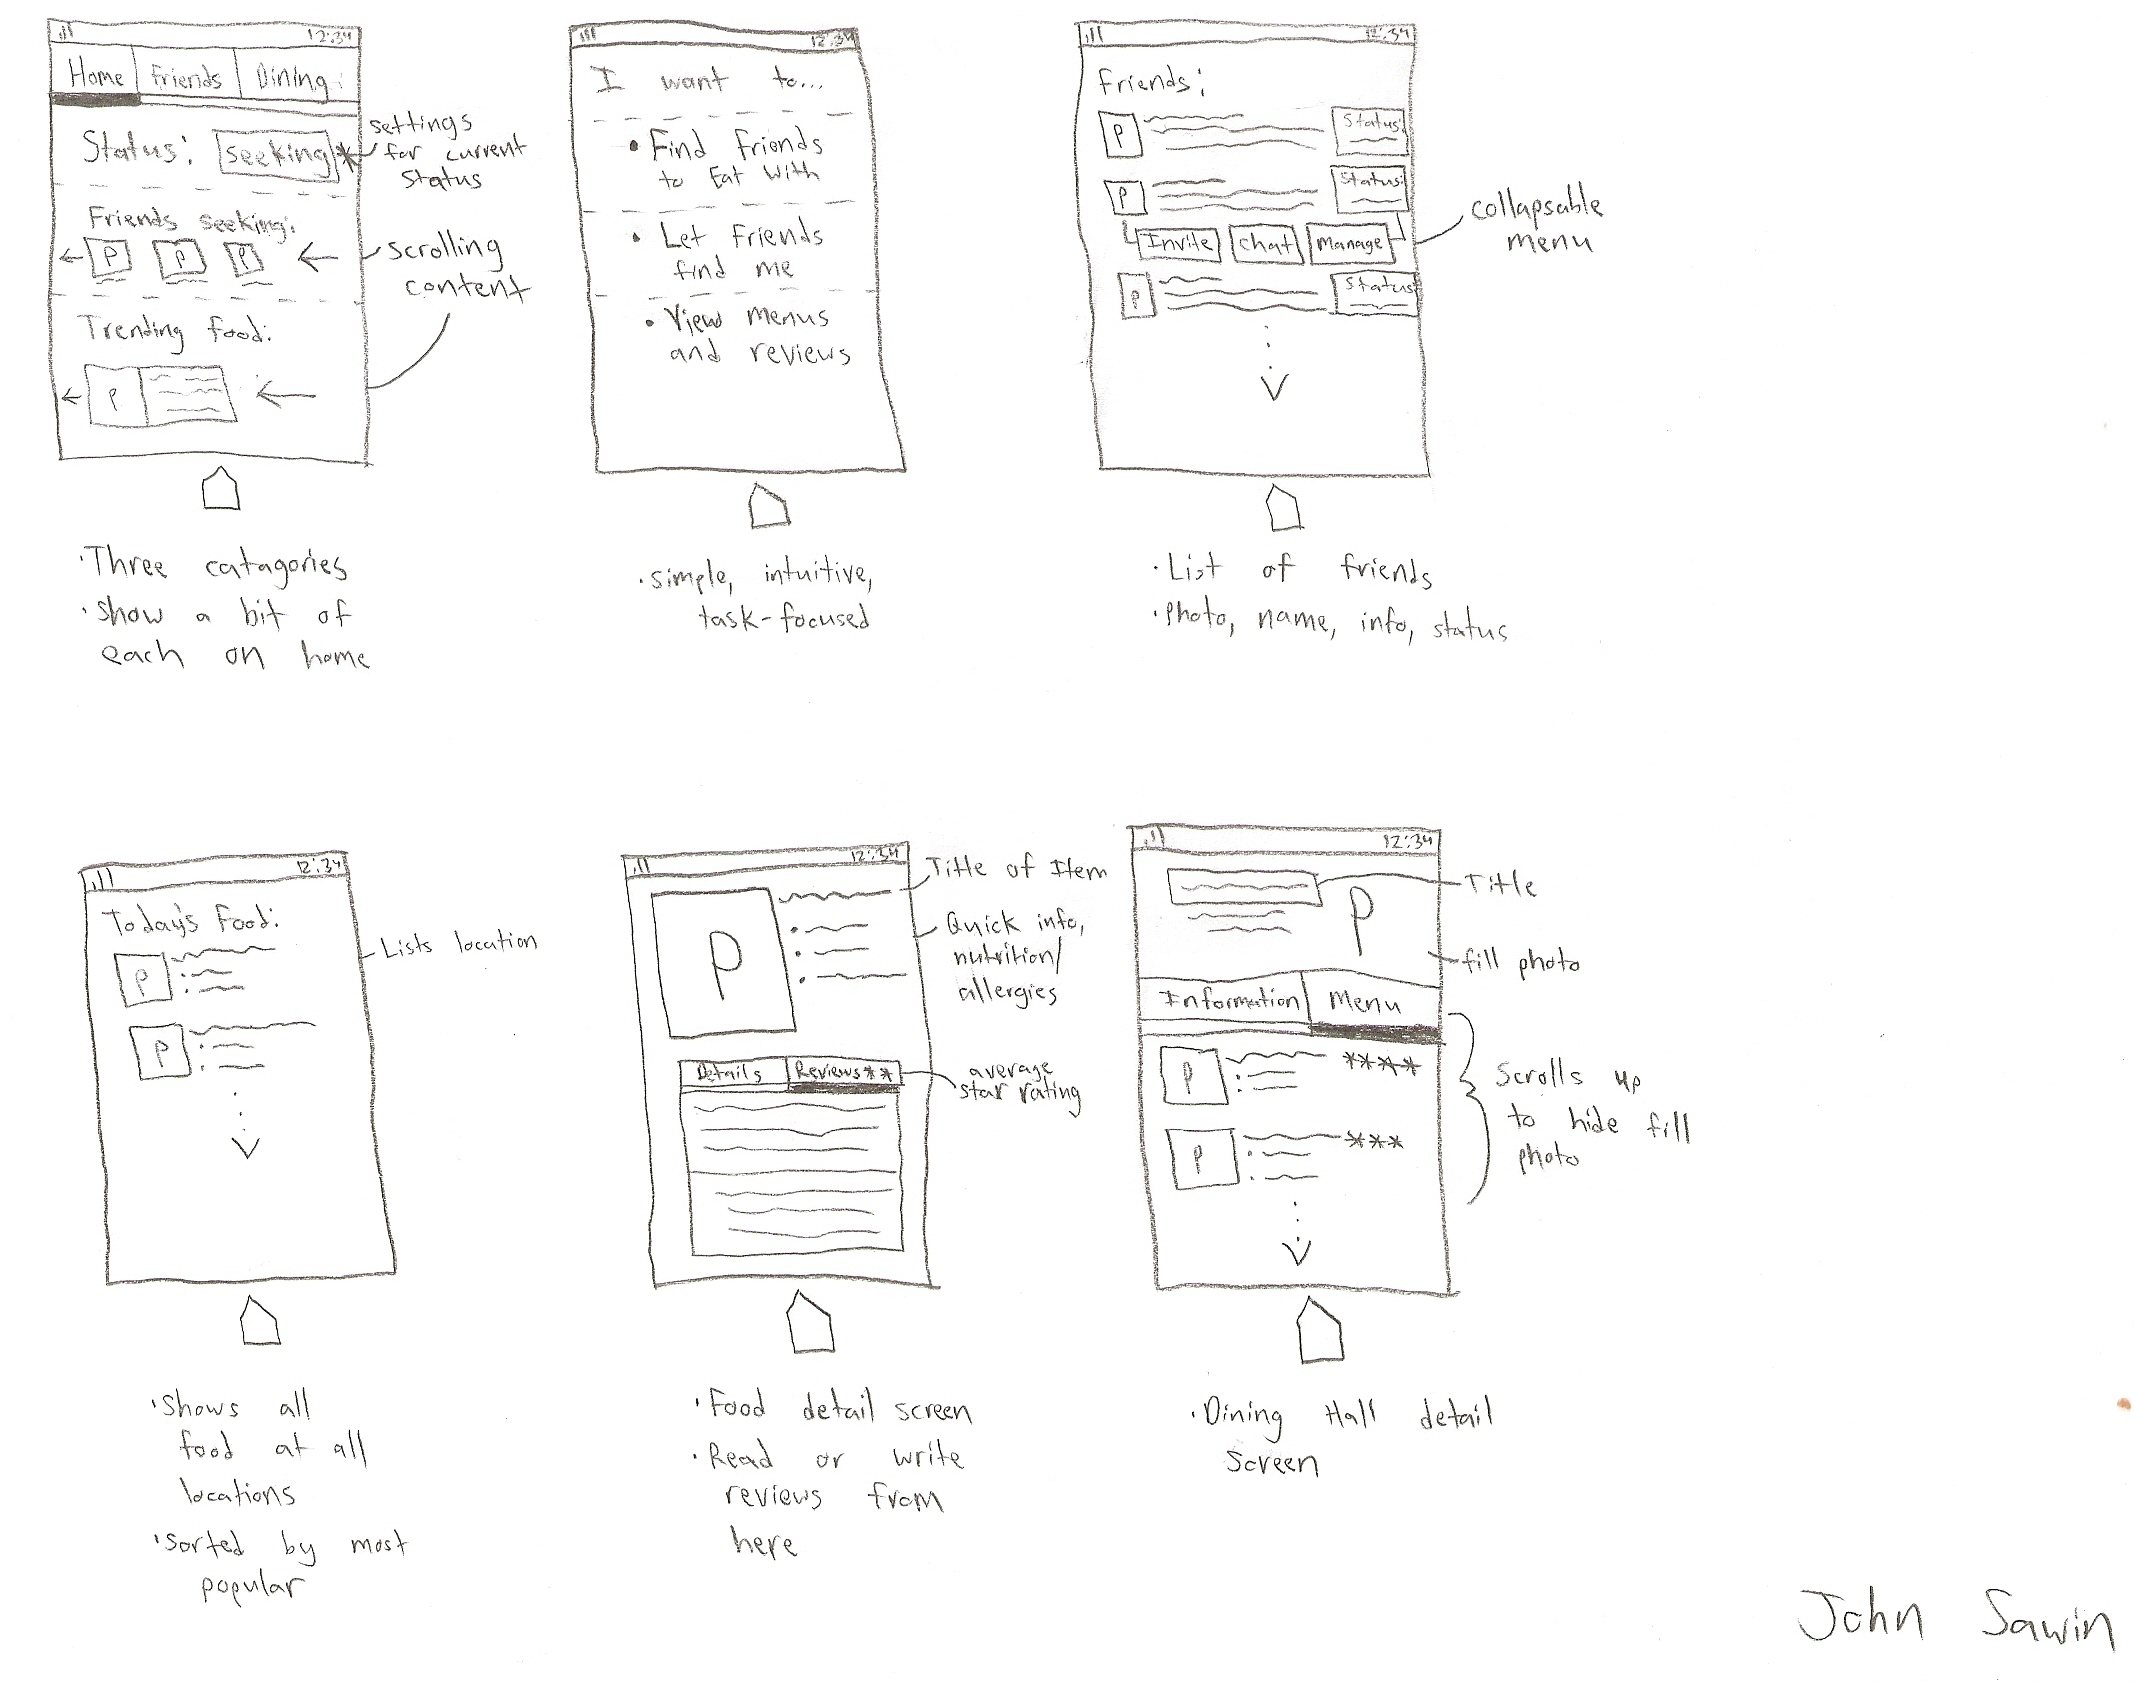 12:34
Home Friends Dining
Status: seeking *
settings
for current
status
Friends seeking:
P P P
scrolling
content
Trending food:
P
·Three catagories
·show a bit of
each on home
12:34
I want to...
• Find Friends
to Eat with
• Let Friends
find me
• View menus
and reviews
·simple, intuitive,
task-focused
12:34
Friends:
P Status:
P Status:
Invite Chat Manage
P Status:
collapsable
menu
·List of friends
·Photo, name, info, status
12:34
Today's Food:
P
P
Lists location
·Shows all
food at all
locations
·Sorted by most
popular
12:34
P
Title of Item
Quick info,
nutrition/
allergies
Details Reviews**
average
star rating
·Food detail screen
·Read or write
reviews from
here
12:34
P
Title
fill photo
Information Menu
P ****
P ***
Scrolls up
to hide fill
photo
·Dining Hall detail
screen
John Sawin